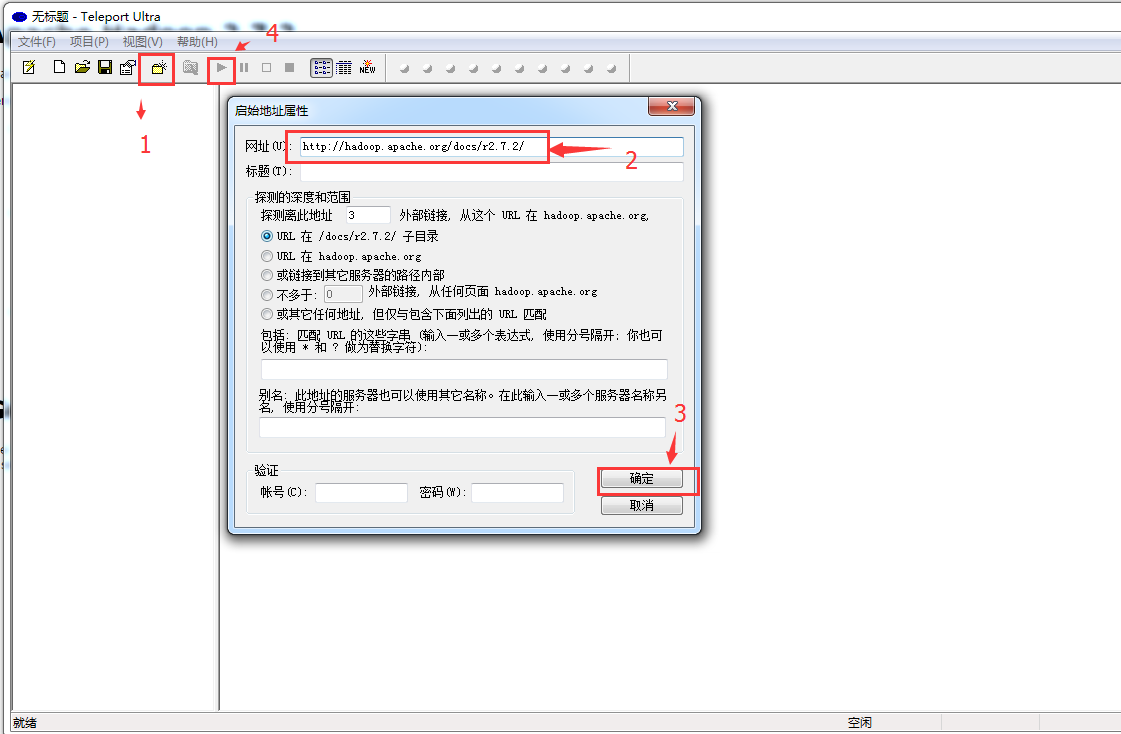 无标题 - Teleport Ultra
文件(F) 项目(P) 视图(V) 帮助(H)
4
NEW
1
启始地址属性
网址(U): http://hadoop.apache.org/docs/r2.7.2/
2
标题(T):
探测的深度和范围
探测离此地址 3 外部链接, 从这个 URL 在 hadoop.apache.org,
URL 在 /docs/r2.7.2/ 子目录
URL 在 hadoop.apache.org
或链接到其它服务器的路径内部
不多于: 0 外部链接, 从任何页面 hadoop.apache.org
或其它任何地址, 但仅与包含下面列出的 URL 匹配
包括: 匹配 URL 的这些字串 (输入一或多个表达式, 使用分号隔开; 你也可
以使用 * 和 ? 做为替换字符):
别名: 此地址的服务器也可以使用其它名称。在此输入一或多个服务器名称另
名, 使用分号隔开:
3
验证
帐号(C): 密码(W):
确定
取消
就绪 空闲